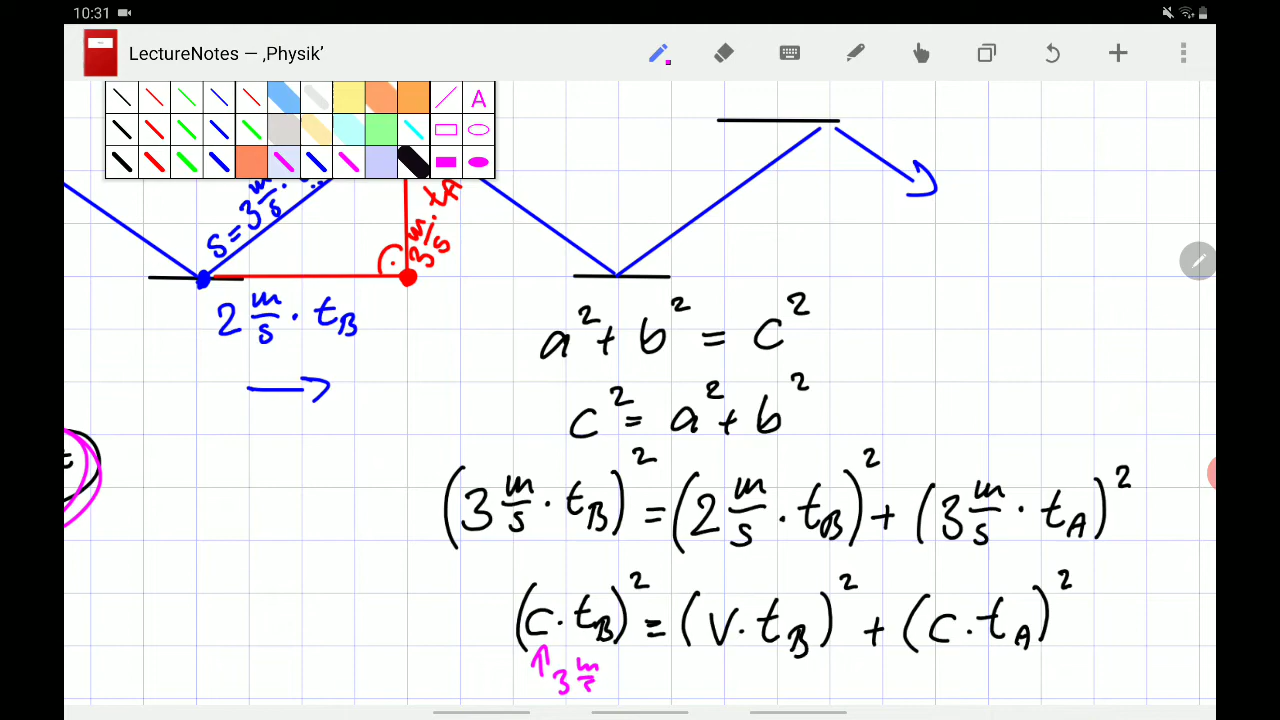 10:31
LectureNotes — ‚Physik’
A
s = 3 m/s · ...
3 m/s · tA
2 m/s · tB
a² + b² = c²
c² = a² + b²
(3 m/s · tB)² = (2 m/s · tB)² + (3 m/s · tA)²
(c · tB)² = (v · tB)² + (c · tA)²
↑ 3 m/s